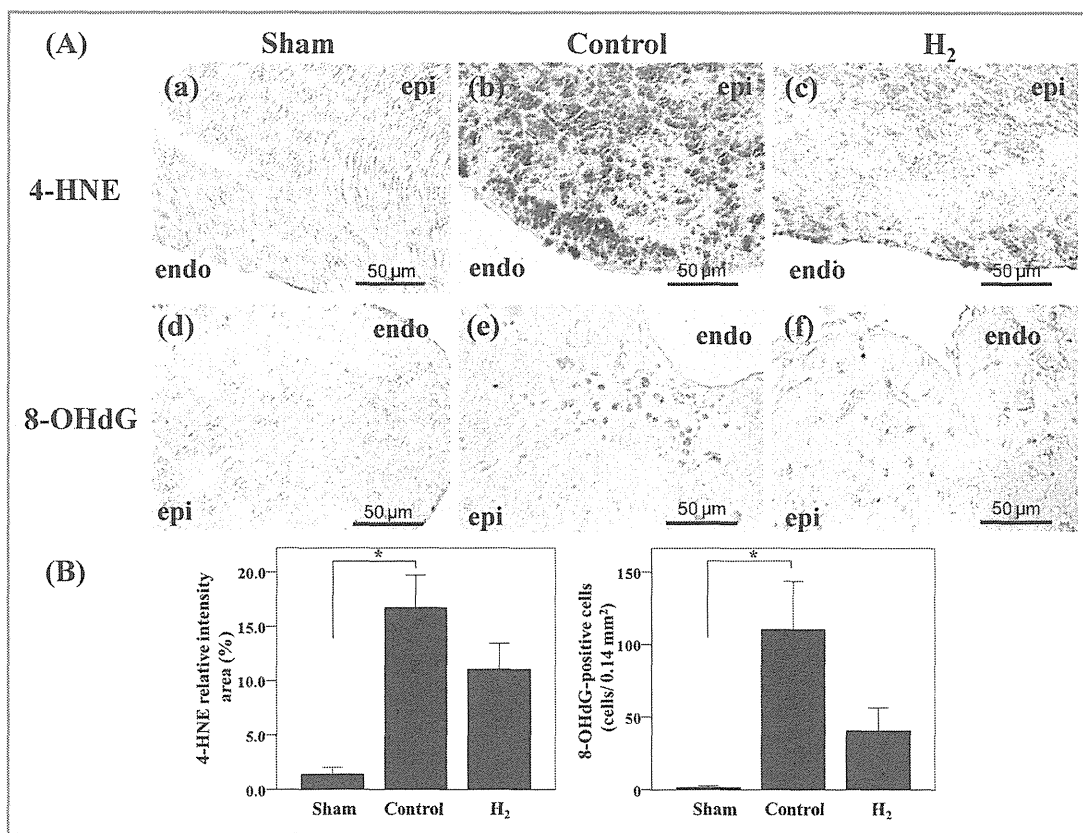 (A)
Sham
Control
H₂
4-HNE
(a)
epi
endo
50 µm
(b)
epi
endo
50 µm
(c)
epi
endo
50 µm
8-OHdG
(d)
endo
epi
50 µm
(e)
endo
epi
50 µm
(f)
endo
epi
50 µm
(B)
4-HNE relative intensity
area (%)
20.0
15.0
10.0
5.0
0.0
*
Sham
Control
H₂
8-OHdG-positive cells
(cells/ 0.14 mm²)
150
100
50
0
*
Sham
Control
H₂